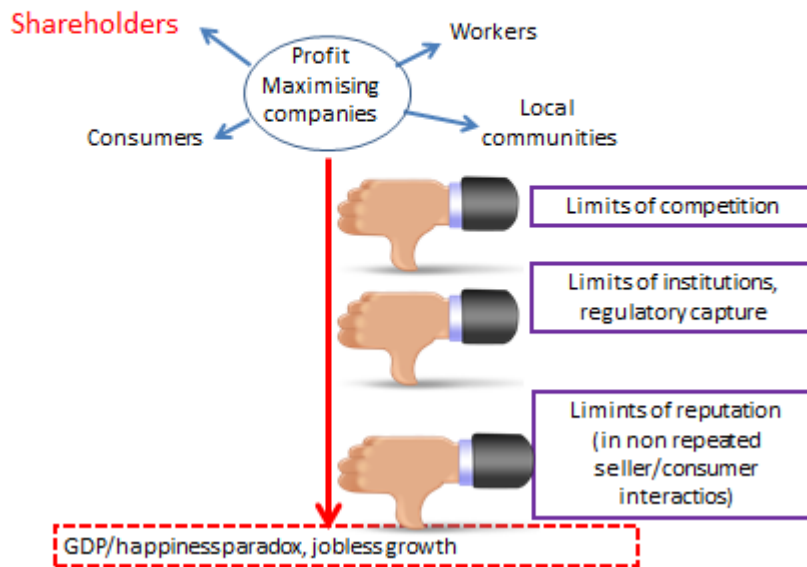 Shareholders
Workers
Profit
Maximising
companies
Consumers
Local
communities
Limits of competition
Limits of institutions,
regulatory capture
Limints of reputation
(in non repeated
seller/consumer
interactios)
GDP/happiness paradox, jobless growth